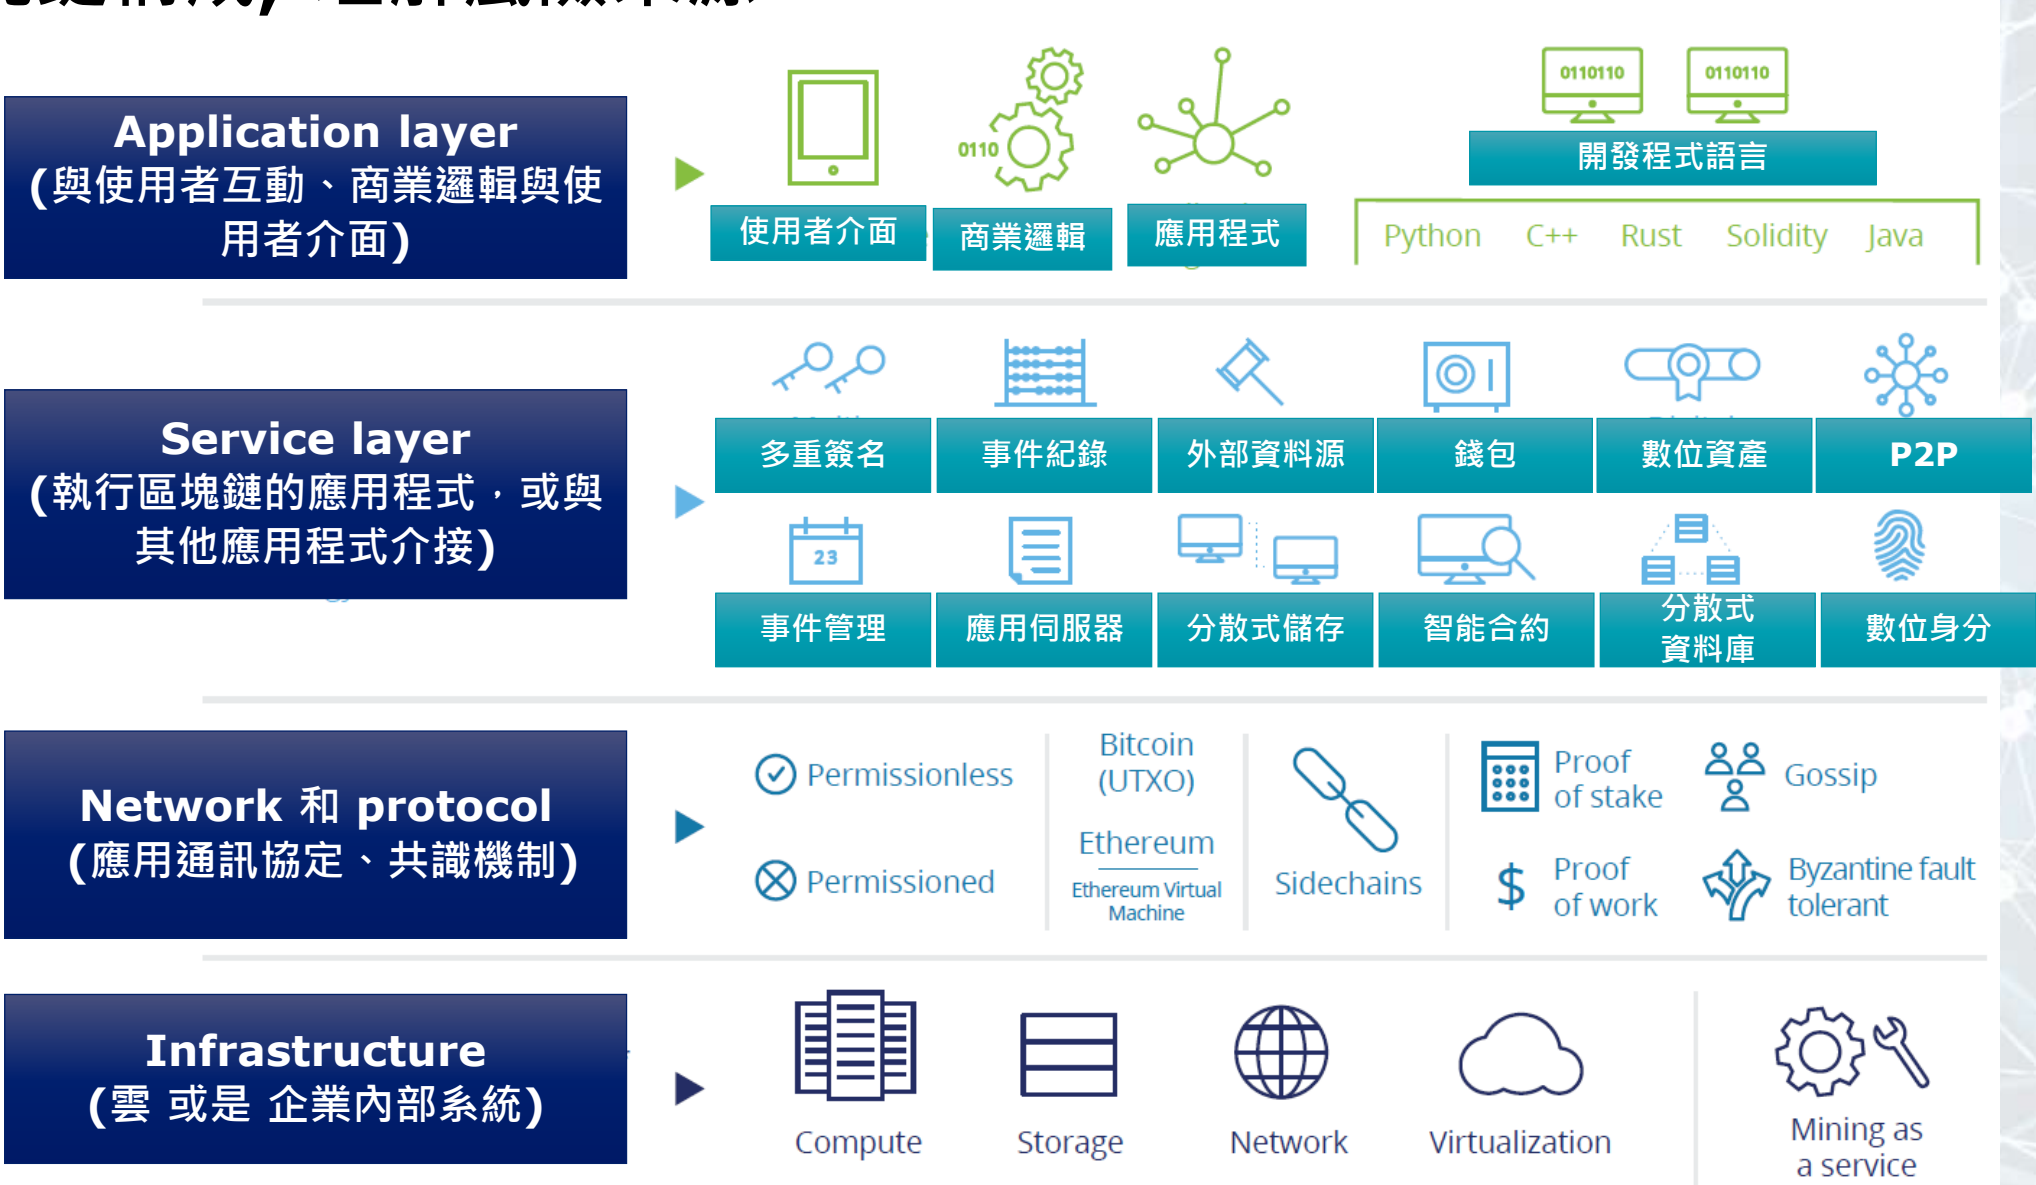 Application layer
(與使用者互動、商業邏輯與使
用者介面)
0110
使用者介面
商業邏輯
應用程式
0110110
0110110
開發程式語言
Python C++ Rust Solidity Java
Service layer
(執行區塊鏈的應用程式，或與
其他應用程式介接)
多重簽名
事件紀錄
外部資料源
錢包
數位資產
P2P
23
事件管理
應用伺服器
分散式儲存
智能合約
分散式
資料庫
數位身分
Network 和 protocol
(應用通訊協定、共識機制)
Permissionless
Permissioned
Bitcoin
(UTXO)
Ethereum
Ethereum Virtual
Machine
Sidechains
Proof
of stake
Gossip
$
Proof
of work
Byzantine fault
tolerant
Infrastructure
(雲 或是 企業內部系統)
Compute
Storage
Network
Virtualization
Mining as
a service